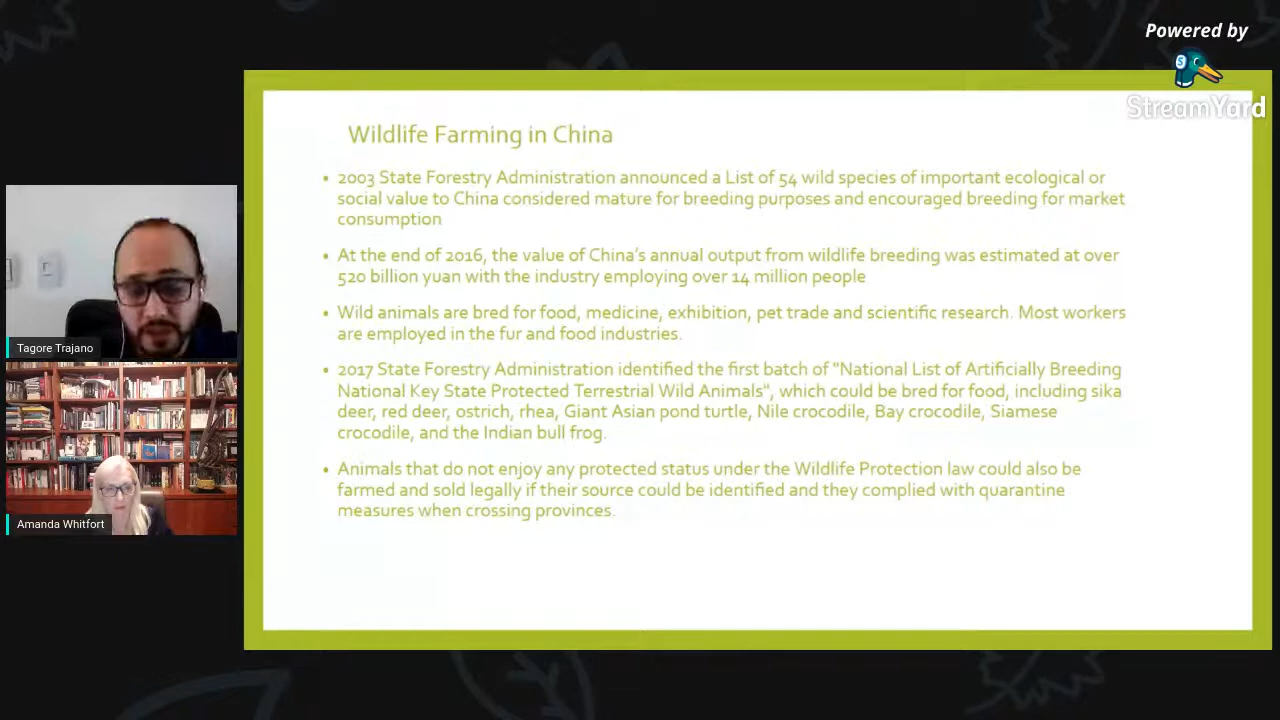 Powered by
StreamYard
Wildlife Farming in China
• 2003 State Forestry Administration announced a List of 54 wild species of important ecological or
social value to China considered mature for breeding purposes and encouraged breeding for market
consumption
• At the end of 2016, the value of China's annual output from wildlife breeding was estimated at over
520 billion yuan with the industry employing over 14 million people
• Wild animals are bred for food, medicine, exhibition, pet trade and scientific research. Most workers
are employed in the fur and food industries.
• 2017 State Forestry Administration identified the first batch of "National List of Artificially Breeding
National Key State Protected Terrestrial Wild Animals", which could be bred for food, including sika
deer, red deer, ostrich, rhea, Giant Asian pond turtle, Nile crocodile, Bay crocodile, Siamese
crocodile, and the Indian bull frog.
• Animals that do not enjoy any protected status under the Wildlife Protection law could also be
farmed and sold legally if their source could be identified and they complied with quarantine
measures when crossing provinces.
Tagore Trajano
Amanda Whitfort